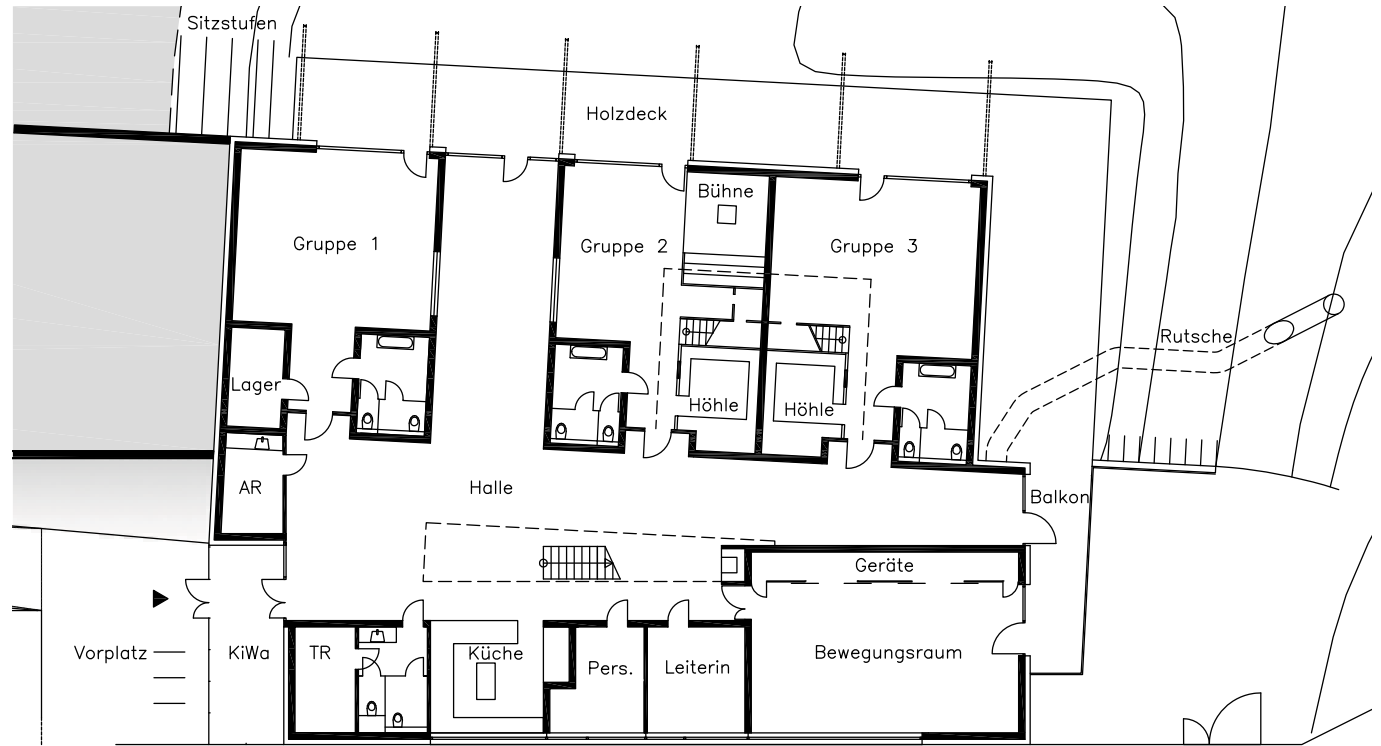 Sitzstufen
Holzdeck
Bühne
Gruppe 1
Gruppe 2
Gruppe 3
Rutsche
Lager
Höhle
Höhle
AR
Halle
Balkon
Geräte
Vorplatz
KiWa
TR
Küche
Pers.
Leiterin
Bewegungsraum